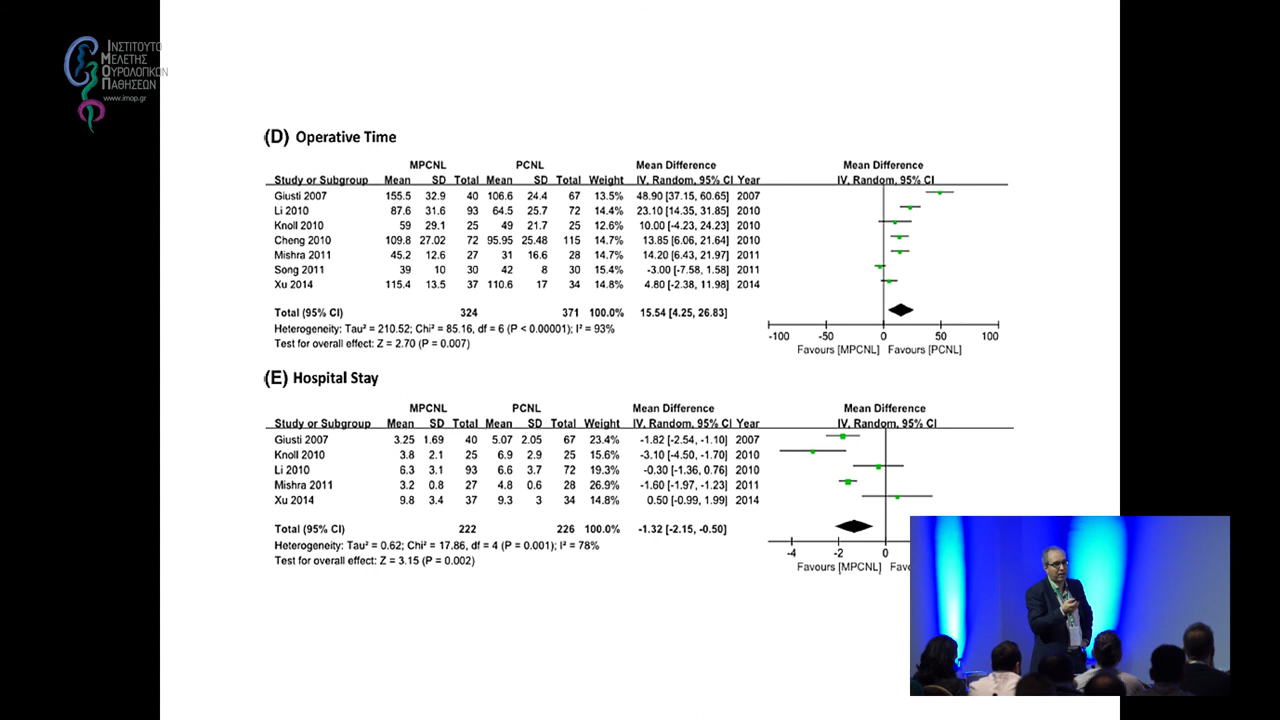 ΙΝΣΤΙΤΟΥΤΟ
ΜΕΛΕΤΗΣ
ΟΥΡΟΛΟΓΙΚΩΝ
ΠΑΘΗΣΕΩΝ
www.imop.gr
(D) Operative Time
MPCNL PCNL Mean Difference Mean Difference
Study or Subgroup Mean SD Total Mean SD Total Weight IV, Random, 95% CI Year IV, Random, 95% CI
Giusti 2007 155.5 32.9 40 106.6 24.4 67 13.5% 48.90 [37.15, 60.65] 2007
Li 2010 87.6 31.6 93 64.5 25.7 72 14.4% 23.10 [14.35, 31.85] 2010
Knoll 2010 59 29.1 25 49 21.7 25 12.6% 10.00 [-4.23, 24.23] 2010
Cheng 2010 109.8 27.02 72 95.95 25.48 115 14.7% 13.85 [6.06, 21.64] 2010
Mishra 2011 45.2 12.6 27 31 16.6 28 14.7% 14.20 [6.43, 21.97] 2011
Song 2011 39 10 30 42 8 30 15.4% -3.00 [-7.58, 1.58] 2011
Xu 2014 115.4 13.5 37 110.6 17 34 14.8% 4.80 [-2.38, 11.98] 2014
Total (95% CI) 324 371 100.0% 15.54 [4.25, 26.83]
Heterogeneity: Tau² = 210.52; Chi² = 85.16, df = 6 (P < 0.00001); I² = 93%
Test for overall effect: Z = 2.70 (P = 0.007)
-100 -50 0 50 100
Favours [MPCNL] Favours [PCNL]
(E) Hospital Stay
MPCNL PCNL Mean Difference Mean Difference
Study or Subgroup Mean SD Total Mean SD Total Weight IV, Random, 95% CI Year IV, Random, 95% CI
Giusti 2007 3.25 1.69 40 5.07 2.05 67 23.4% -1.82 [-2.54, -1.10] 2007
Knoll 2010 3.8 2.1 25 6.9 2.9 25 15.6% -3.10 [-4.50, -1.70] 2010
Li 2010 6.3 3.1 93 6.6 3.7 72 19.3% -0.30 [-1.36, 0.76] 2010
Mishra 2011 3.2 0.8 27 4.8 0.6 28 26.9% -1.60 [-1.97, -1.23] 2011
Xu 2014 9.8 3.4 37 9.3 3 34 14.8% 0.50 [-0.99, 1.99] 2014
Total (95% CI) 222 226 100.0% -1.32 [-2.15, -0.50]
Heterogeneity: Tau² = 0.62; Chi² = 17.86, df = 4 (P = 0.001); I² = 78%
Test for overall effect: Z = 3.15 (P = 0.002)
-4 -2 0
Favours [MPCNL]